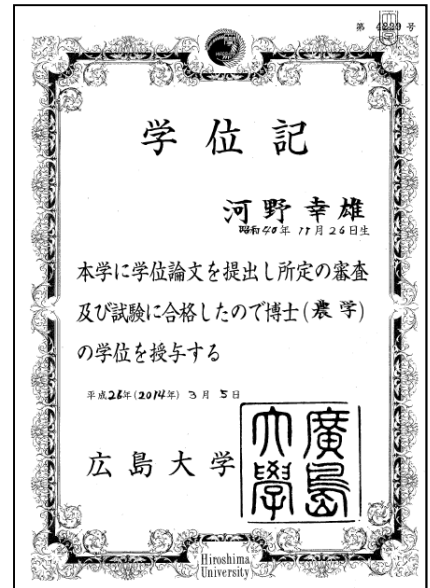 第 4220 号
学位記
河野幸雄
昭和40年 11月26日生
本学に学位論文を提出し所定の審査
及び試験に合格したので博士(農学)
の学位を授与する
平成26年(2014年) 3月 5日
広島大学
廣島大學
Hiroshima
University